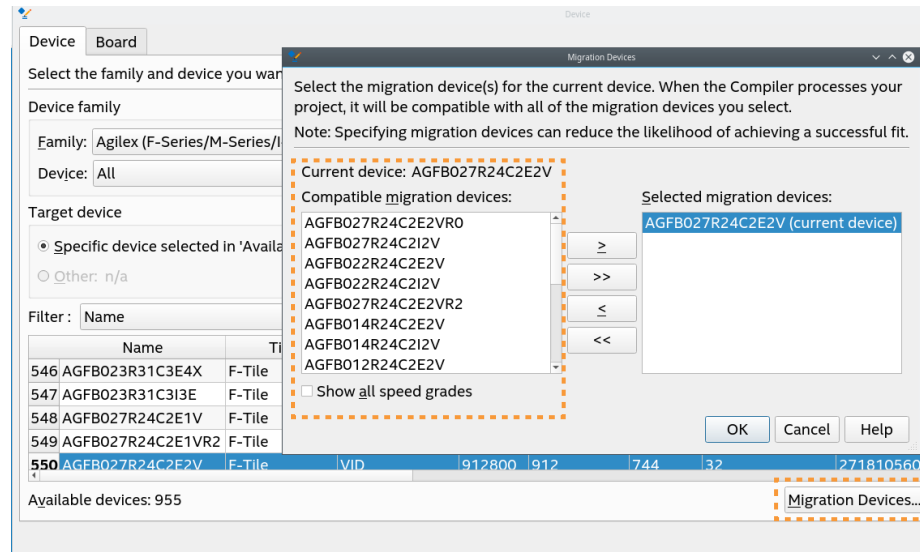 Device
Device
Board
Select the family and device you wan
Device family
Family:
Agilex (F-Series/M-Series/I
Device:
All
Target device
Specific device selected in 'Availa
Other: n/a
Filter :
Name
Name
Ti
546 AGFB023R31C3E4X F-Tile
547 AGFB023R31C3I3E F-Tile
548 AGFB027R24C2E1V F-Tile
549 AGFB027R24C2E1VR2 F-Tile
550 AGFB027R24C2E2V F-Tile VID 912800 912 744 32 271810560
Available devices: 955
Migration Devices...
Migration Devices
Select the migration device(s) for the current device. When the Compiler processes your
project, it will be compatible with all of the migration devices you select.
Note: Specifying migration devices can reduce the likelihood of achieving a successful fit.
Current device: AGFB027R24C2E2V
Compatible migration devices:
AGFB027R24C2E2VR0
AGFB027R24C2I2V
AGFB022R24C2E2V
AGFB022R24C2I2V
AGFB027R24C2E2VR2
AGFB014R24C2E2V
AGFB014R24C2I2V
AGFB012R24C2E2V
Show all speed grades
>
>>
<
<<
Selected migration devices:
AGFB027R24C2E2V (current device)
OK
Cancel
Help